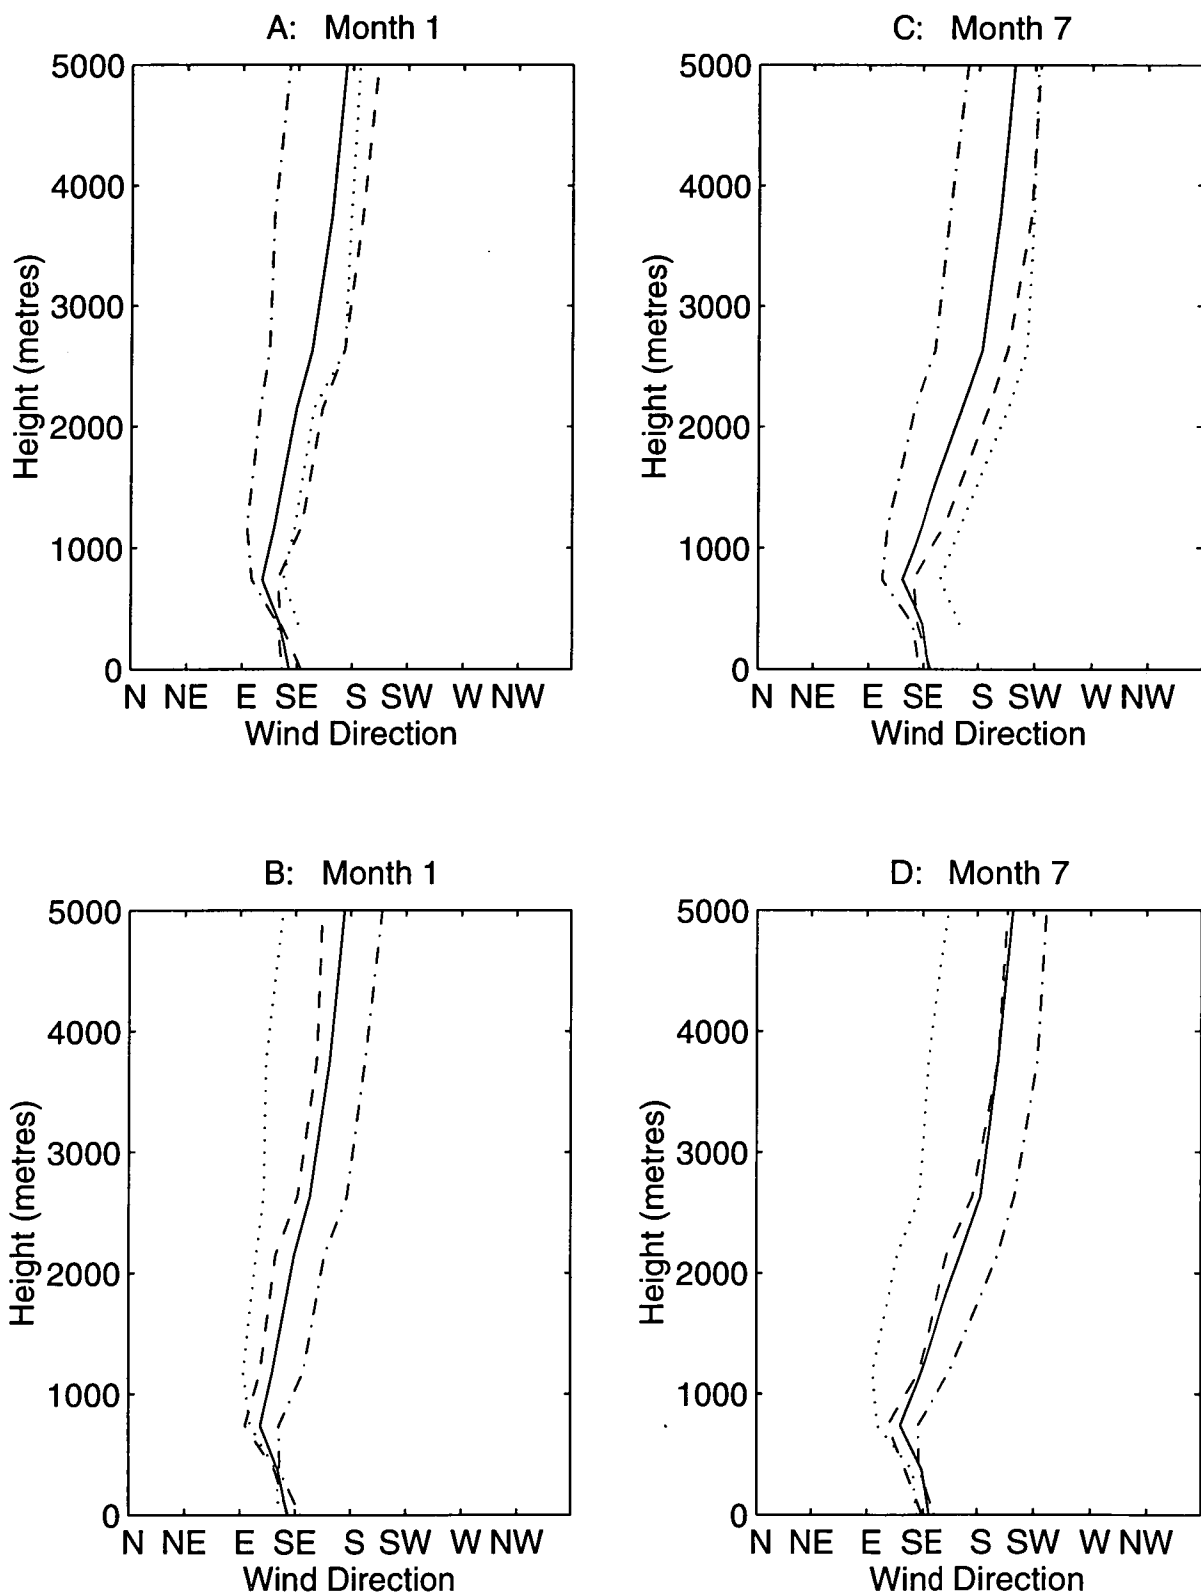 A: Month 1
5000
4000
3000
2000
1000
0
Height (metres)
N NE E SE S SW W NW
Wind Direction
C: Month 7
5000
4000
3000
2000
1000
0
Height (metres)
N NE E SE S SW W NW
Wind Direction
B: Month 1
5000
4000
3000
2000
1000
0
Height (metres)
N NE E SE S SW W NW
Wind Direction
D: Month 7
5000
4000
3000
2000
1000
0
Height (metres)
N NE E SE S SW W NW
Wind Direction